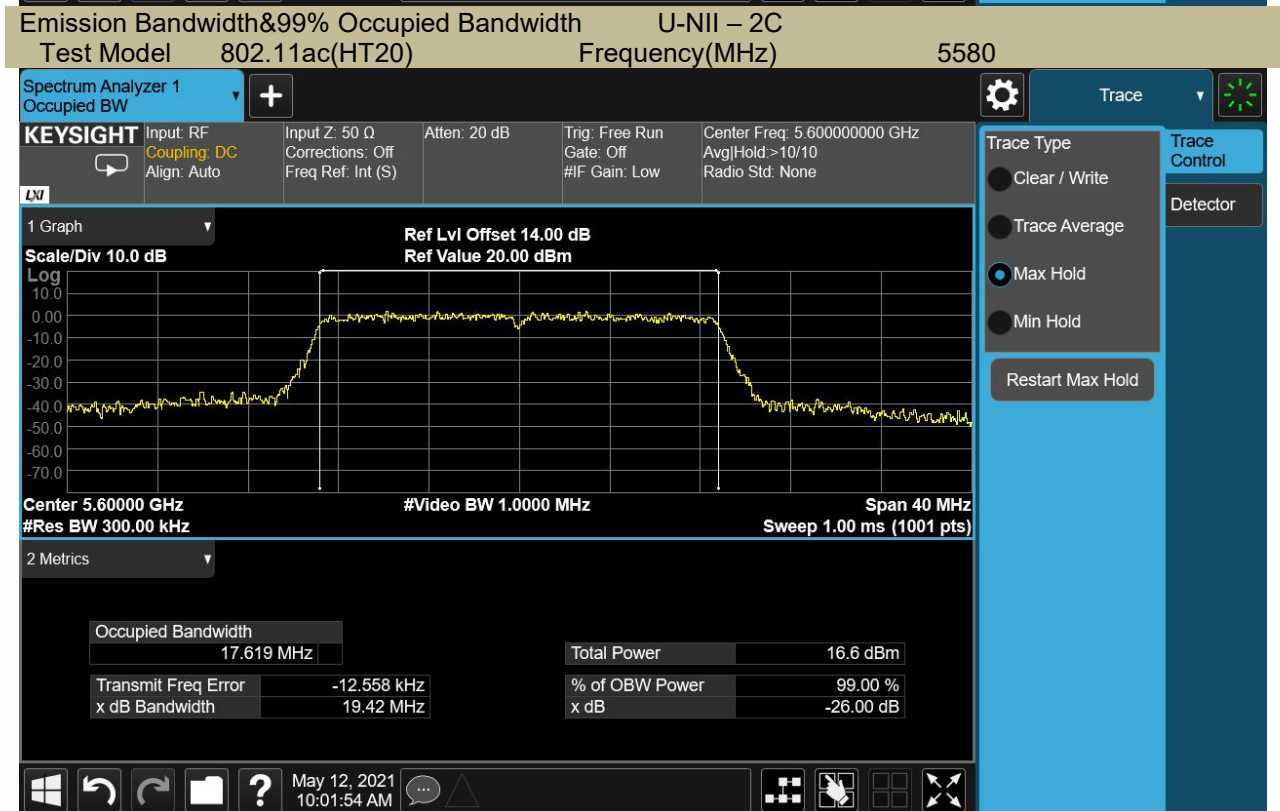 Emission Bandwidth&99% Occupied Bandwidth U-NII – 2C
Test Model 802.11ac(HT20) Frequency(MHz) 5580
Spectrum Analyzer 1
Occupied BW
+
Trace
KEYSIGHT
LXI
Input: RF
Coupling: DC
Align: Auto
Input Z: 50 Ω
Corrections: Off
Freq Ref: Int (S)
Atten: 20 dB
Trig: Free Run
Gate: Off
#IF Gain: Low
Center Freq: 5.600000000 GHz
Avg|Hold:>10/10
Radio Std: None
Trace Type
Clear / Write
Trace Average
Max Hold
Min Hold
Restart Max Hold
Trace
Control
Detector
1 Graph
Scale/Div 10.0 dB
Ref Lvl Offset 14.00 dB
Ref Value 20.00 dBm
Log
10.0
0.00
-10.0
-20.0
-30.0
-40.0
-50.0
-60.0
-70.0
Center 5.60000 GHz #Video BW 1.0000 MHz Span 40 MHz
#Res BW 300.00 kHz Sweep 1.00 ms (1001 pts)
2 Metrics
Occupied Bandwidth
17.619 MHz
Total Power 16.6 dBm
Transmit Freq Error -12.558 kHz
% of OBW Power 99.00 %
x dB Bandwidth 19.42 MHz
x dB -26.00 dB
?
May 12, 2021
10:01:54 AM